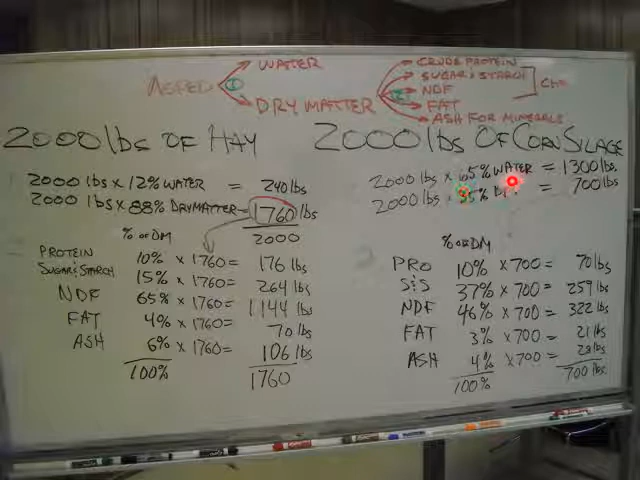 AS FED ① WATER
DRY MATTER ②
CRUDE PROTEIN
SUGAR & STARCH
NDF
FAT
ASH FOR MINERALS
2000 lbs OF HAY
2000 lbs x 12% WATER = 240 lbs
2000 lbs x 88% DRY MATTER = 1760 lbs
2000
% OF DM
PROTEIN 10% x 1760 = 176 lbs
SUGAR & STARCH 15% x 1760 = 264 lbs
NDF 65% x 1760 = 1144 lbs
FAT 4% x 1760 = 70 lbs
ASH 6% x 1760 = 106 lbs
100% 1760
2000 lbs OF CORN SILAGE
2000 lbs x 65% WATER = 1300 lbs.
2000 lbs x 35% = 700 lbs.
% OF DM
PRO 10% x 700 = 70 lbs
S&S 37% x 700 = 259 lbs
NDF 46% x 700 = 322 lbs
FAT 3% x 700 = 21 lbs
ASH 4% x 700 = 28 lbs
100% 700 lbs.